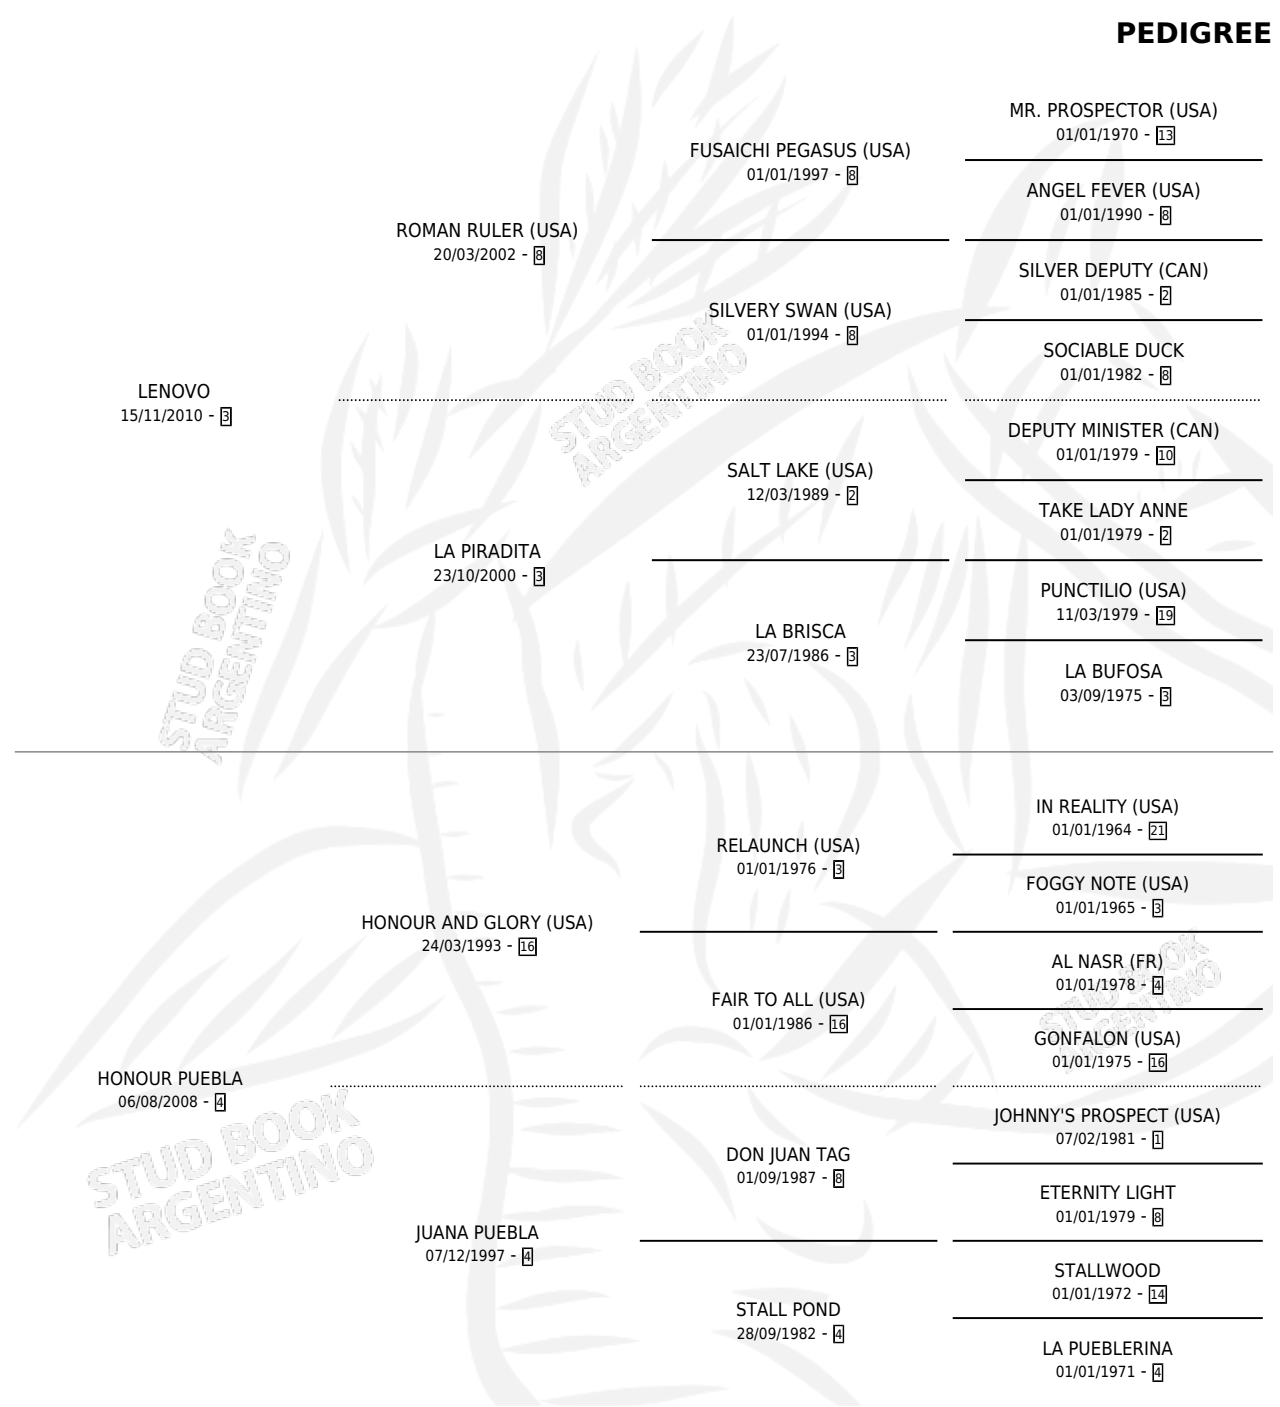 PEDIGREE
MR. PROSPECTOR (USA)
01/01/1970 - 13
FUSAICHI PEGASUS (USA)
01/01/1997 - 8
ANGEL FEVER (USA)
01/01/1990 - 8
ROMAN RULER (USA)
20/03/2002 - 8
SILVER DEPUTY (CAN)
01/01/1985 - 2
SILVERY SWAN (USA)
01/01/1994 - 8
SOCIABLE DUCK
01/01/1982 - 8
LENOVO
15/11/2010 - 3
DEPUTY MINISTER (CAN)
01/01/1979 - 10
SALT LAKE (USA)
12/03/1989 - 2
TAKE LADY ANNE
01/01/1979 - 2
LA PIRADITA
23/10/2000 - 3
PUNCTILIO (USA)
11/03/1979 - 19
LA BRISCA
23/07/1986 - 3
LA BUFOSA
03/09/1975 - 3
IN REALITY (USA)
01/01/1964 - 21
RELAUNCH (USA)
01/01/1976 - 3
FOGGY NOTE (USA)
01/01/1965 - 3
HONOUR AND GLORY (USA)
24/03/1993 - 16
AL NASR (FR)
01/01/1978 - 4
FAIR TO ALL (USA)
01/01/1986 - 16
GONFALON (USA)
01/01/1975 - 16
HONOUR PUEBLA
06/08/2008 - 4
JOHNNY'S PROSPECT (USA)
07/02/1981 - 1
DON JUAN TAG
01/09/1987 - 8
ETERNITY LIGHT
01/01/1979 - 8
JUANA PUEBLA
07/12/1997 - 4
STALLWOOD
01/01/1972 - 14
STALL POND
28/09/1982 - 4
LA PUEBLERINA
01/01/1971 - 4
STUD BOOK
ARGENTINO
STUD BOOK
ARGENTINO
STUD BOOK
ARGENTINO
STUD BOOK
ARGENTINO